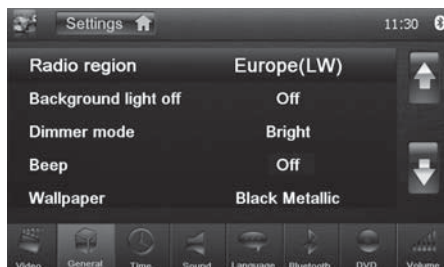 Settings 11:30
Radio region Europe(LW)
Background light off Off
Dimmer mode Bright
Beep Off
Wallpaper Black Metallic
Video General Time Sound Language Bluetooth DVD Volume